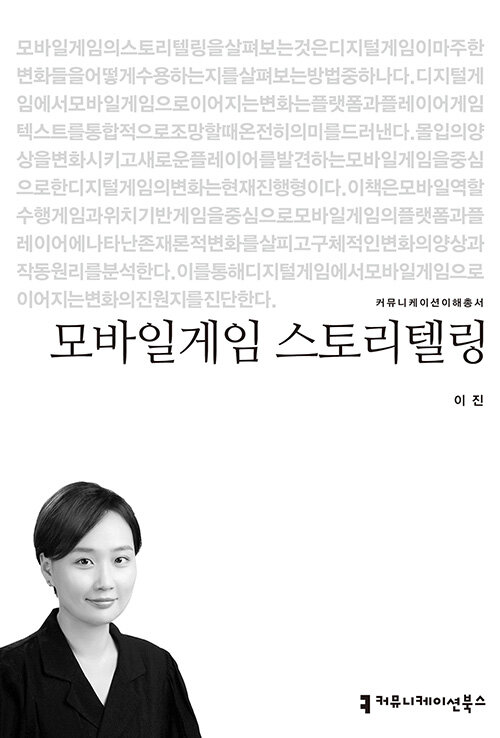 모바일게임의스토리텔링을살펴보는것은디지털게임이마주한
변화들을어떻게수용하는지를살펴보는방법중하나다.디지털게
임에서모바일게임으로이어지는변화는플랫폼과플레이어게임
텍스트를통합적으로조망할때온전히의미를드러낸다.몰입의양
상을변화시키고새로운플레이어를발견하는모바일게임을중심
으로한디지털게임의변화는현재진행형이다.이책은모바일역할
수행게임과위치기반게임을중심으로모바일게임의플랫폼과플
레이어에나타난존재론적변화를살피고구체적인변화의양상과
작동원리를분석한다.이를통해디지털게임에서모바일게임으로
이어지는변화의진원지를진단한다.
커뮤니케이션이해총서
모바일게임 스토리텔링
이 진
커뮤니케이션북스